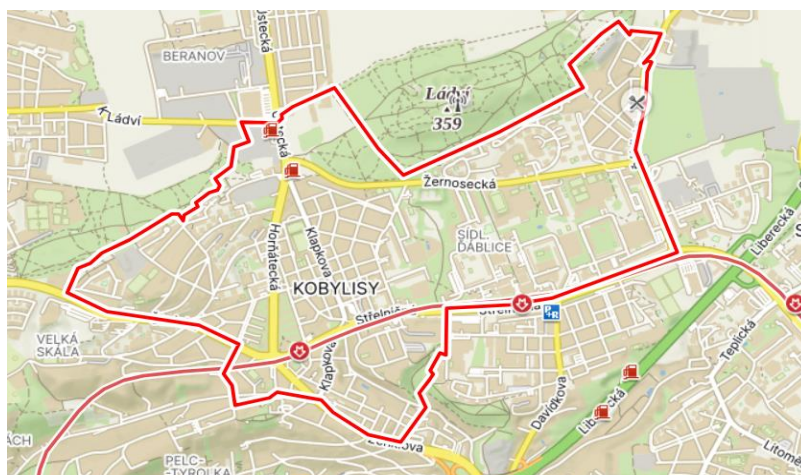 Ústecká
BERANOV
Ládví
359
Ládví
Žernosecká
Klapkova
Horňátecká
SÍDL.
ĎÁBLICE
Liberecká
KOBYLISY
Střelničná
P+R
VELKÁ
SKÁLA
Klapkova
Davídkova
Teplická
Liberecká
Zenklova
PELC-
-TYROLKA